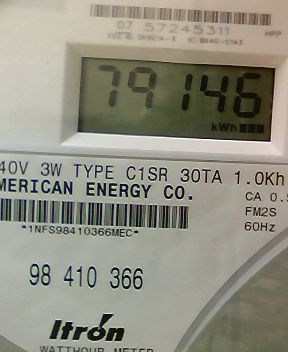 07 57245311
79146
kWh
40V 3W TYPE C1SR 30TA 1.0Kh
MERICAN ENERGY CO.
CA 0.5
FM2S
*1NFS98410366MEC*
60Hz
98 410 366
Itron
WATTHOUR METER